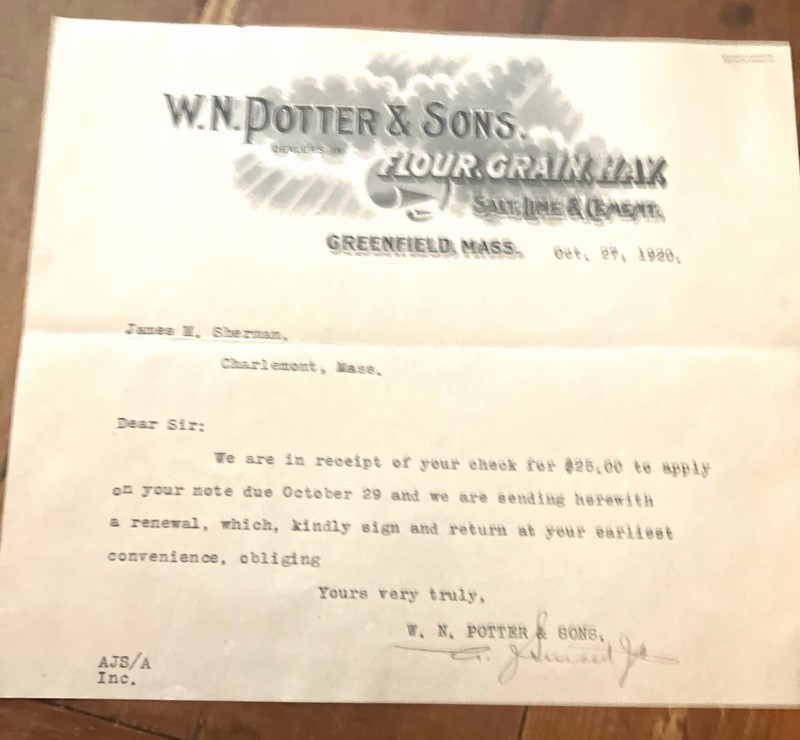 W.N. POTTER & SONS.
DEALERS IN
FLOUR, GRAIN, HAY,
SALT, LIME & CEMENT.
GREENFIELD, MASS. Oct. 27, 1920.
James M. Sherman,
Charlemont, Mass.
Dear Sir:
We are in receipt of your check for $25.00 to apply
on your note due October 29 and we are sending herewith
a renewal, which, kindly sign and return at your earliest
convenience, obliging
Yours very truly,
W. N. POTTER & SONS.
AJS/A
Inc.